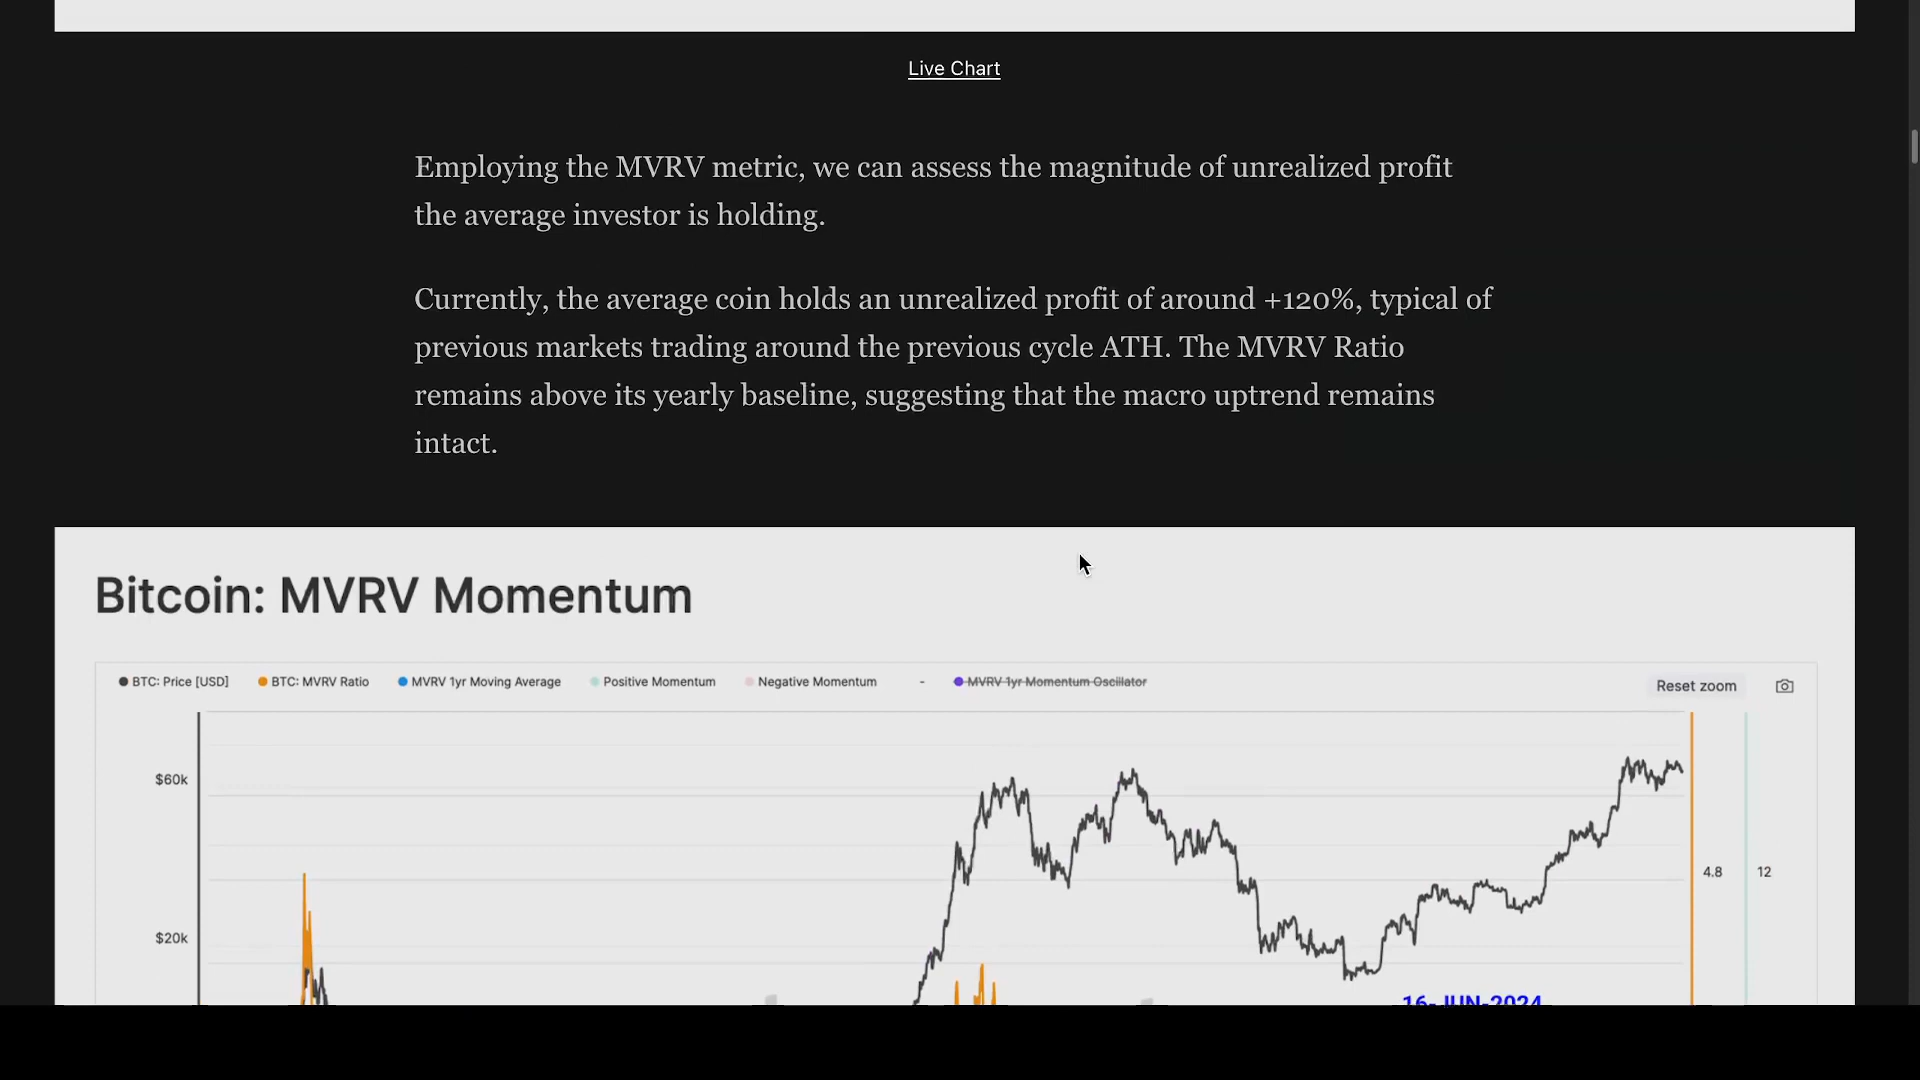 Live Chart
Employing the MVRV metric, we can assess the magnitude of unrealized profit
the average investor is holding.
Currently, the average coin holds an unrealized profit of around +120%, typical of
previous markets trading around the previous cycle ATH. The MVRV Ratio
remains above its yearly baseline, suggesting that the macro uptrend remains
intact.
Bitcoin: MVRV Momentum
BTC: Price [USD] BTC: MVRV Ratio MVRV 1yr Moving Average Positive Momentum Negative Momentum - MVRV 1yr Momentum Oscillator
Reset zoom
$60k
4.8 12
$20k
16-JUN-2024